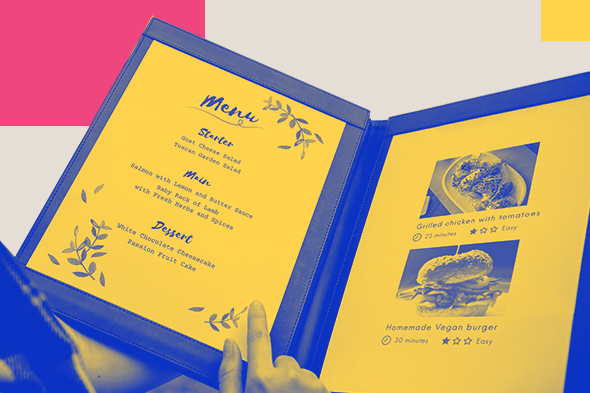 Menu
Starter
Goat Cheese Salad
Tuscan Garden Salad
Main
Salmon with Lemon and Butter Sauce
Baby Rack of Lamb
with Fresh Herbs and Spices
Dessert
White Chocolate Cheesecake
Passion Fruit Cake
Grilled chicken with tomatoes
25 minutes Easy
Homemade Vegan burger
30 minutes Easy